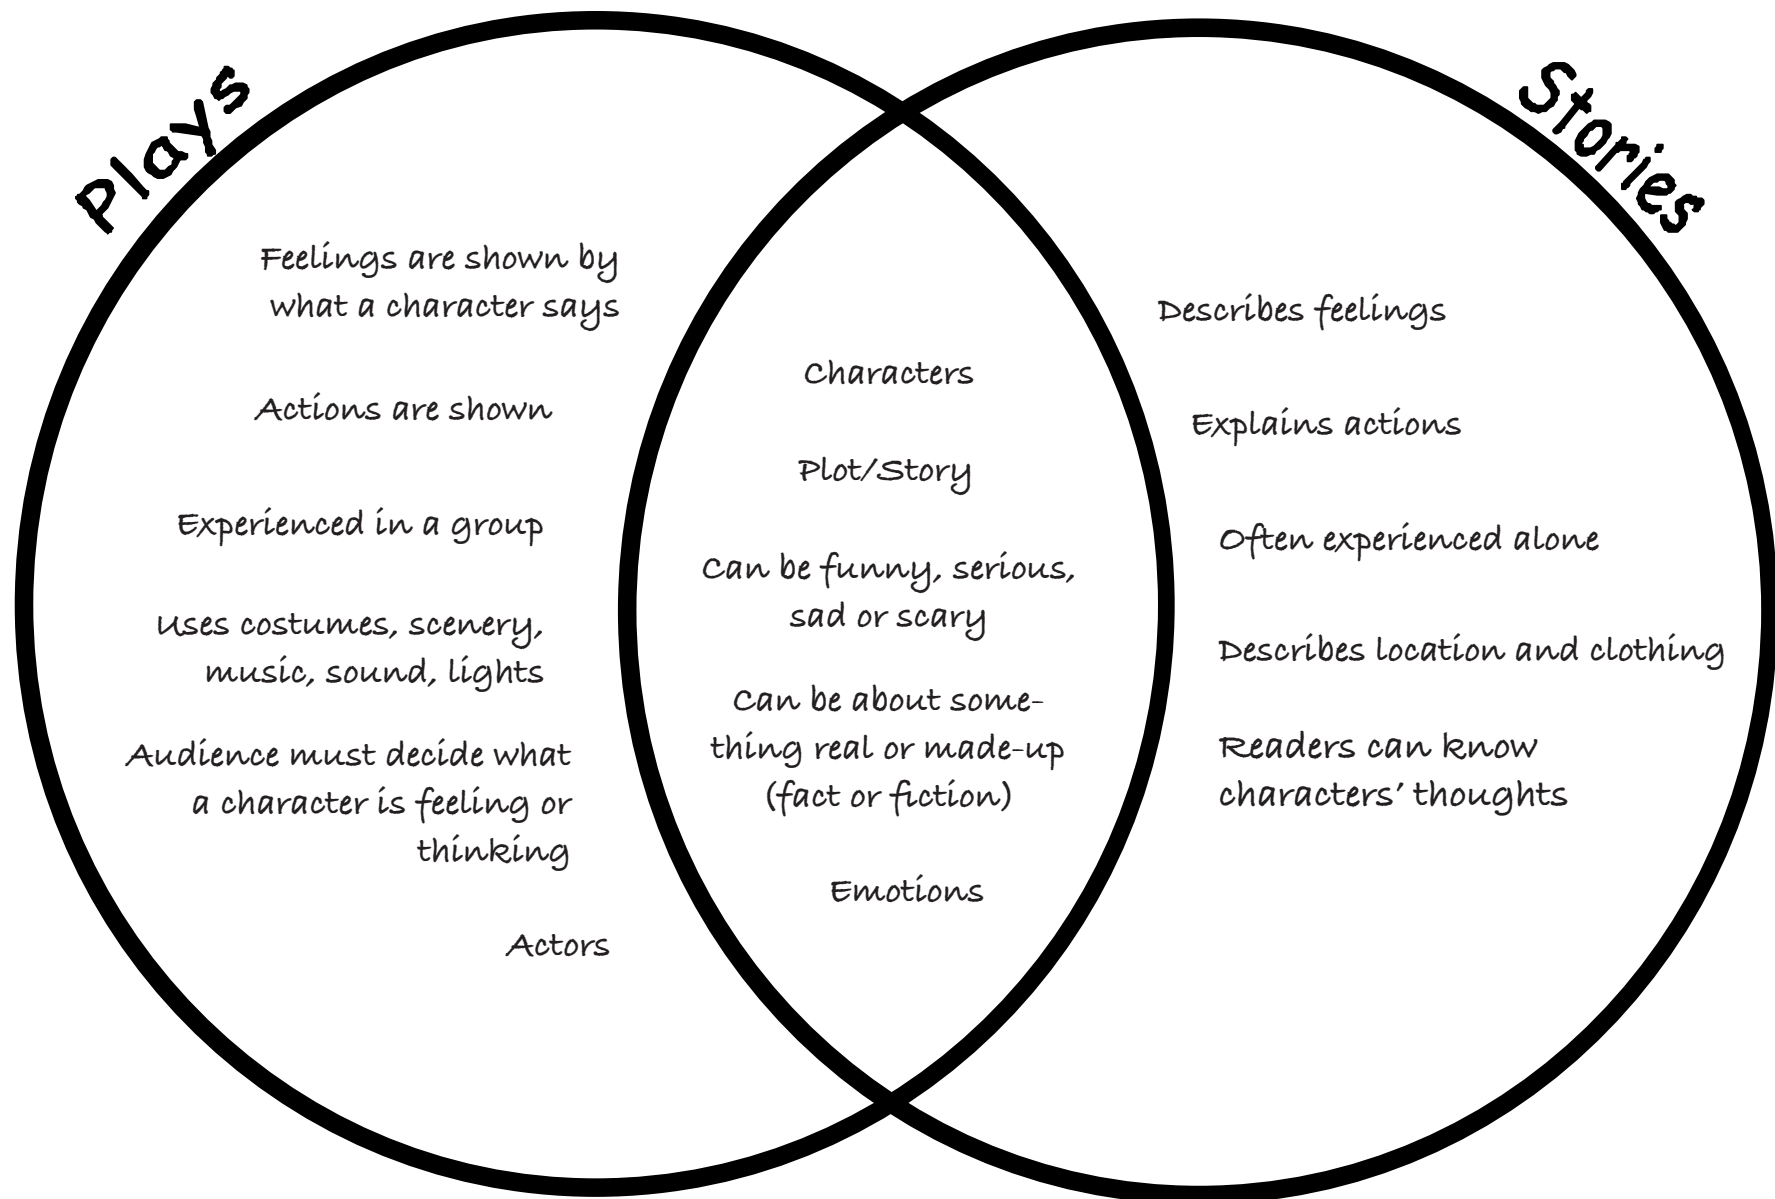 Plays
Feelings are shown by
what a character says
Actions are shown
Experienced in a group
Uses costumes, scenery,
music, sound, lights
Audience must decide what
a character is feeling or
thinking
Actors
Characters
Plot/Story
Can be funny, serious,
sad or scary
Can be about some-
thing real or made-up
(fact or fiction)
Emotions
Stories
Describes feelings
Explains actions
Often experienced alone
Describes location and clothing
Readers can know
characters' thoughts